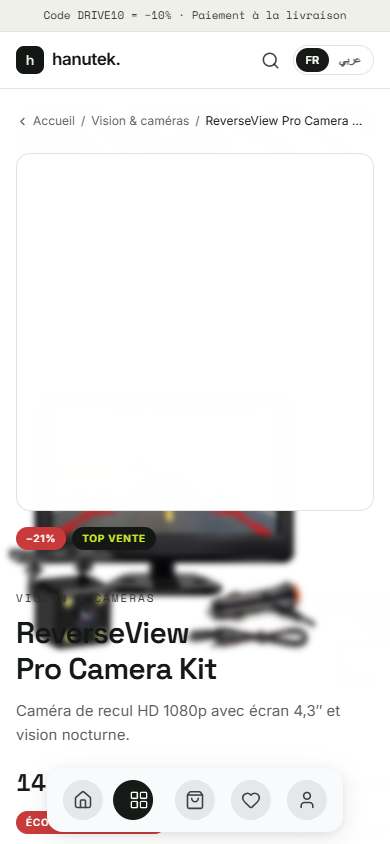 Code DRIVE10 = −10% · Paiement à la livraison
h hanutek. FR عربي
Accueil / Vision & caméras / ReverseView Pro Camera ...
−21% TOP VENTE
ReverseView
Pro Camera Kit
Caméra de recul HD 1080p avec écran 4,3″ et
vision nocturne.
14